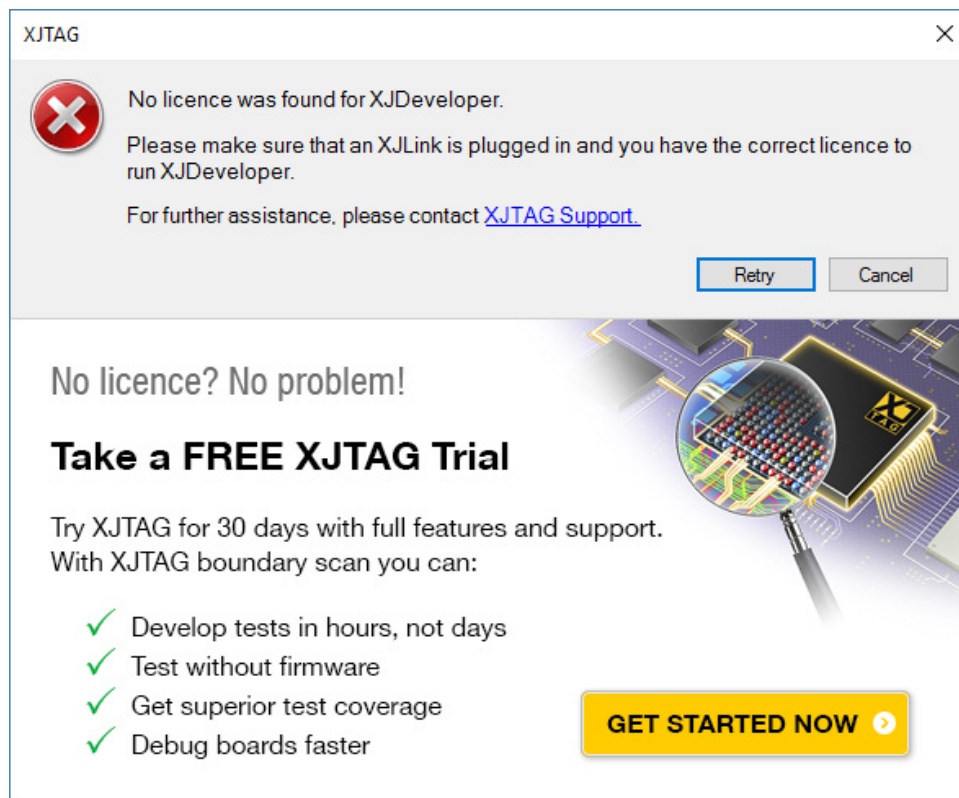 XJTAG
No licence was found for XJDeveloper.
Please make sure that an XJLink is plugged in and you have the correct licence to
run XJDeveloper.
For further assistance, please contact XJTAG Support.
Retry Cancel
No licence? No problem!
Take a FREE XJTAG Trial
XJ
TAG
Try XJTAG for 30 days with full features and support.
With XJTAG boundary scan you can:
Develop tests in hours, not days
Test without firmware
Get superior test coverage
Debug boards faster
GET STARTED NOW